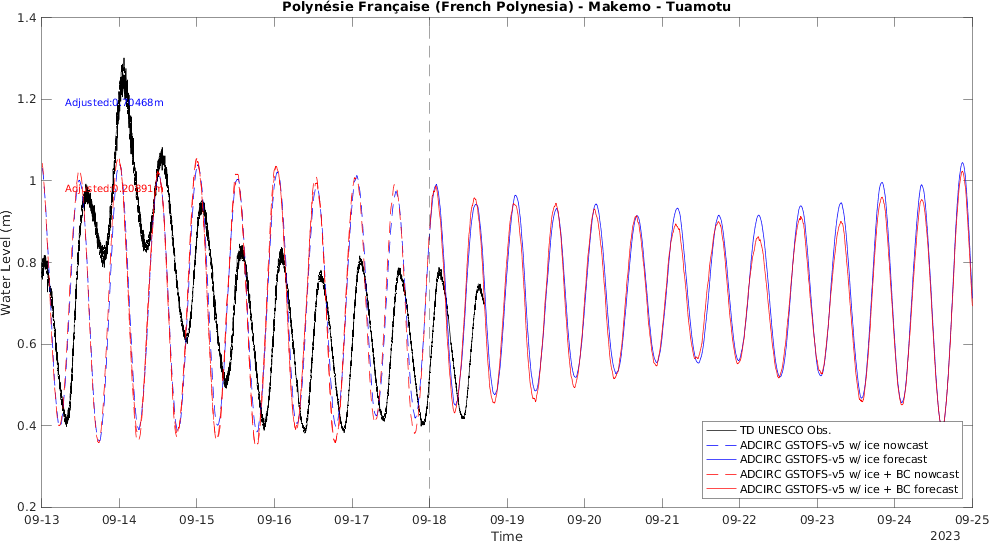 Polynésie Française (French Polynesia) - Makemo - Tuamotu
Water Level (m)
1.4
1.2
1
0.8
0.6
0.4
0.2
Adjusted:0.70468m
Adjusted:0.20891m
TD UNESCO Obs.
ADCIRC GSTOFS-v5 w/ ice nowcast
ADCIRC GSTOFS-v5 w/ ice forecast
ADCIRC GSTOFS-v5 w/ ice + BC nowcast
ADCIRC GSTOFS-v5 w/ ice + BC forecast
09-13 09-14 09-15 09-16 09-17 09-18 09-19 09-20 09-21 09-22 09-23 09-24 09-25
Time
2023